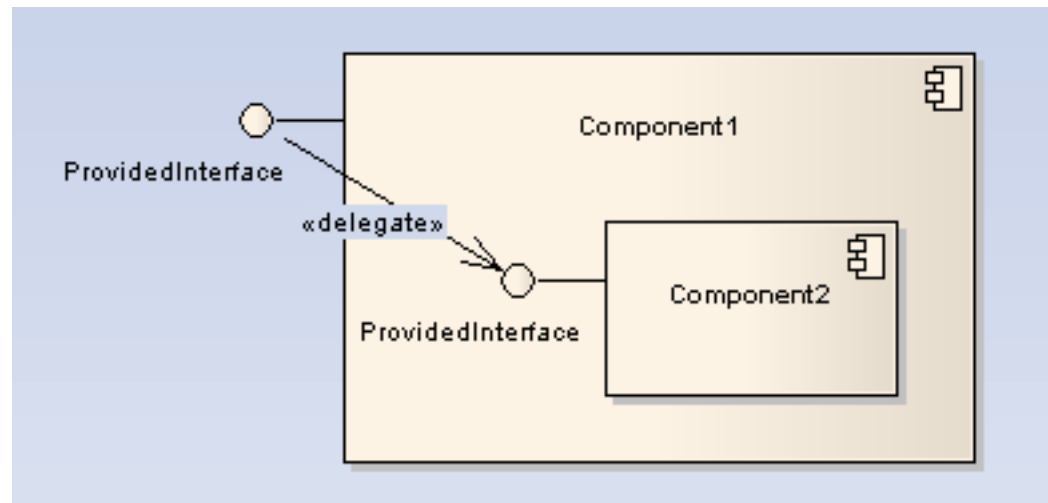 Component1
ProvidedInterface
«delegate»
Component2
ProvidedInterface